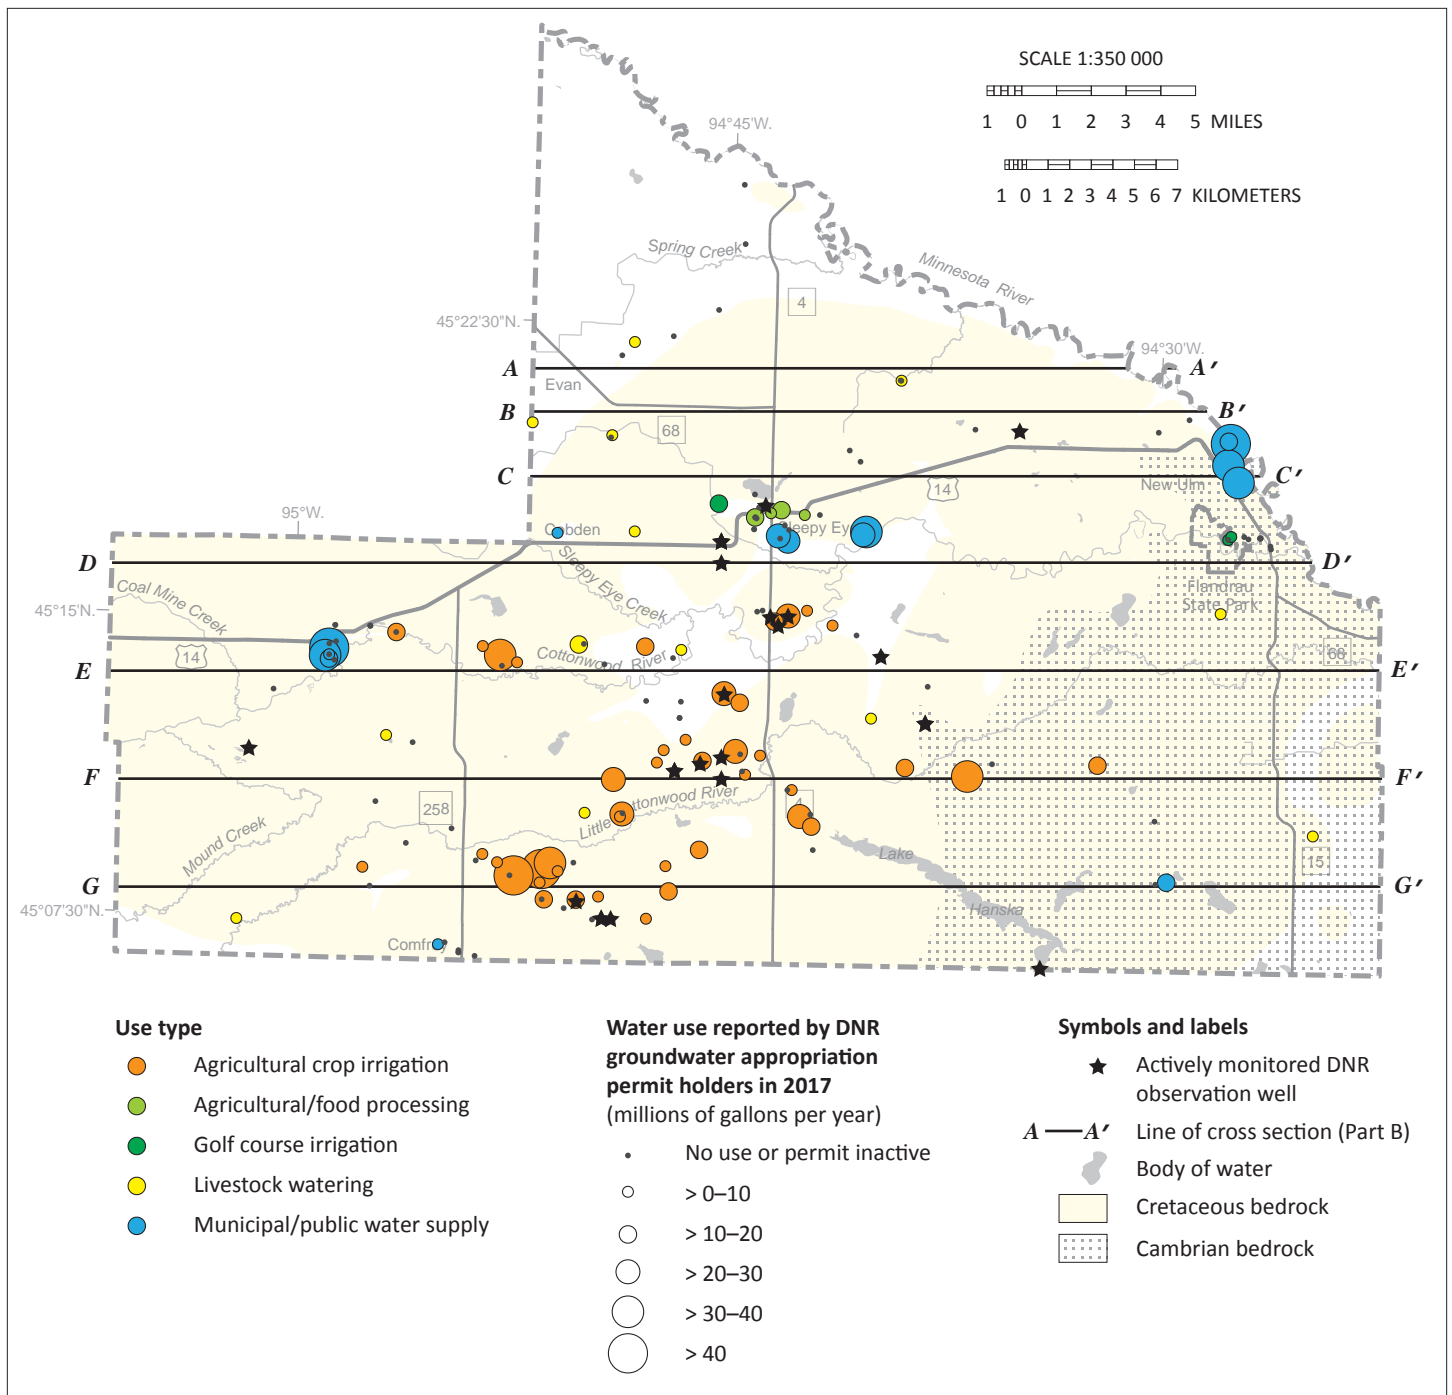 SCALE 1:350 000
1 0 1 2 3 4 5 MILES
1 0 1 2 3 4 5 6 7 KILOMETERS
94°45'W.
Spring Creek
Minnesota River
4
45°22'30"N.
94°30'W.
A A'
Evan
B B'
68
C C'
14
New Ulm
95°W.
Cobden
Sleepy Eye
D D'
Sleepy Eye Creek
Coal Mine Creek
Flandrau
State Park
45°15'N.
14
Cottonwood River
68
E E'
F F'
258
Little Cottonwood River
4
Mound Creek
Lake
15
G G'
45°07'30"N.
Hanska
Comfrey
Use type
Agricultural crop irrigation
Agricultural/food processing
Golf course irrigation
Livestock watering
Municipal/public water supply
Water use reported by DNR
groundwater appropriation
permit holders in 2017
(millions of gallons per year)
No use or permit inactive
> 0–10
> 10–20
> 20–30
> 30–40
> 40
Symbols and labels
Actively monitored DNR
observation well
A A' Line of cross section (Part B)
Body of water
Cretaceous bedrock
Cambrian bedrock